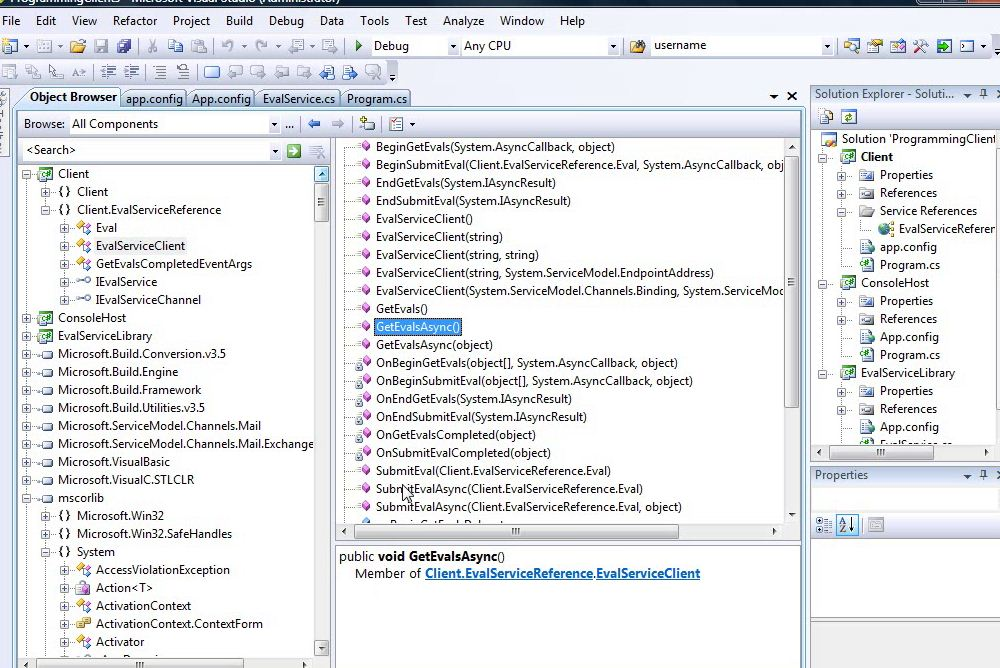 ProgrammingClients - Microsoft Visual Studio (Administrator)
File Edit View Refactor Project Build Debug Data Tools Test Analyze Window Help
Debug Any CPU username
Object Browser app.config App.config EvalService.cs Program.cs
Browse: All Components ...
<Search>
Client
Client
Client.EvalServiceReference
Eval
EvalServiceClient
GetEvalsCompletedEventArgs
IEvalService
IEvalServiceChannel
ConsoleHost
EvalServiceLibrary
Microsoft.Build.Conversion.v3.5
Microsoft.Build.Engine
Microsoft.Build.Framework
Microsoft.Build.Utilities.v3.5
Microsoft.ServiceModel.Channels.Mail
Microsoft.ServiceModel.Channels.Mail.Exchange
Microsoft.VisualBasic
Microsoft.VisualC.STLCLR
mscorlib
Microsoft.Win32
Microsoft.Win32.SafeHandles
System
AccessViolationException
Action<T>
ActivationContext
ActivationContext.ContextForm
Activator
BeginGetEvals(System.AsyncCallback, object)
BeginSubmitEval(Client.EvalServiceReference.Eval, System.AsyncCallback, obj
EndGetEvals(System.IAsyncResult)
EndSubmitEval(System.IAsyncResult)
EvalServiceClient()
EvalServiceClient(string)
EvalServiceClient(string, string)
EvalServiceClient(string, System.ServiceModel.EndpointAddress)
EvalServiceClient(System.ServiceModel.Channels.Binding, System.ServiceMod
GetEvals()
GetEvalsAsync()
GetEvalsAsync(object)
OnBeginGetEvals(object[], System.AsyncCallback, object)
OnBeginSubmitEval(object[], System.AsyncCallback, object)
OnEndGetEvals(System.IAsyncResult)
OnEndSubmitEval(System.IAsyncResult)
OnGetEvalsCompleted(object)
OnSubmitEvalCompleted(object)
SubmitEval(Client.EvalServiceReference.Eval)
SubmitEvalAsync(Client.EvalServiceReference.Eval)
SubmitEvalAsync(Client.EvalServiceReference.Eval, object)
public void GetEvalsAsync()
Member of Client.EvalServiceReference.EvalServiceClient
Solution Explorer - Soluti...
Solution 'ProgrammingClient
Client
Properties
References
Service References
EvalServiceReferen
app.config
Program.cs
ConsoleHost
Properties
References
App.config
Program.cs
EvalServiceLibrary
Properties
References
App.config
EvalService.cs
Properties